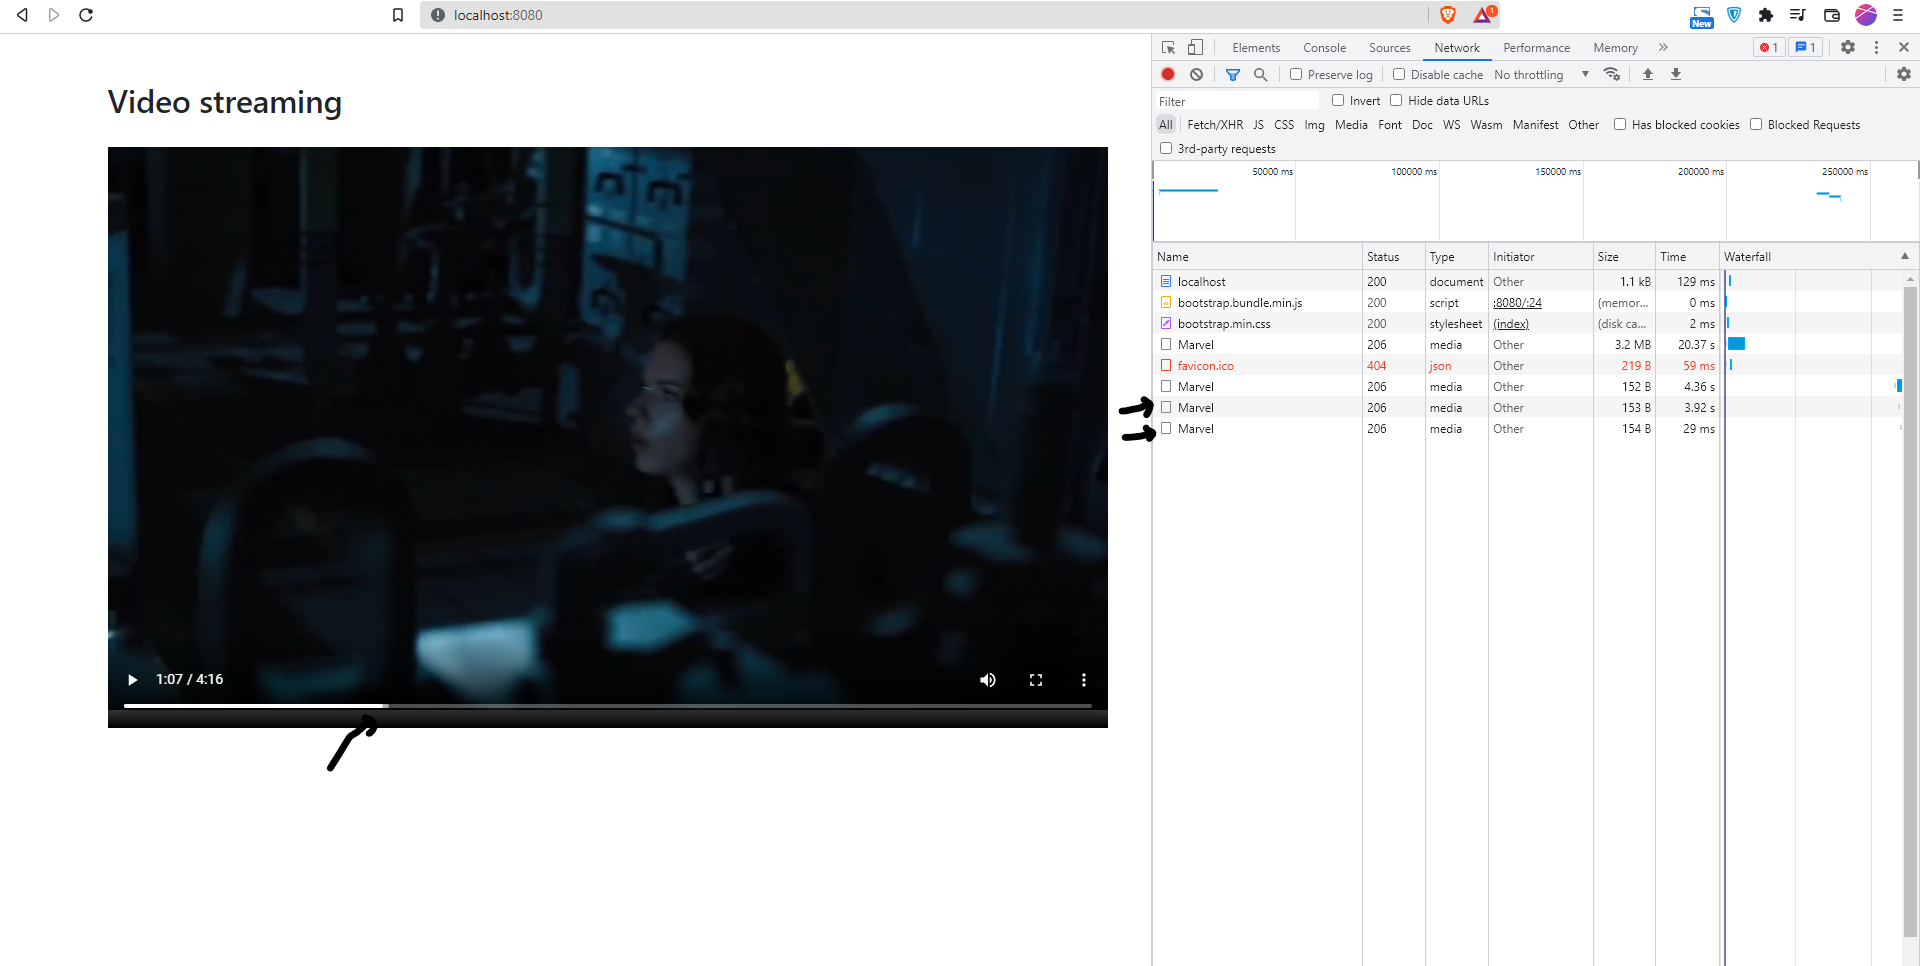 localhost:8080
1
New
Video streaming
1:07 / 4:16
Elements Console Sources Network Performance Memory » 1 1
Preserve log Disable cache No throttling
Filter Invert Hide data URLs
All Fetch/XHR JS CSS Img Media Font Doc WS Wasm Manifest Other Has blocked cookies Blocked Requests
3rd-party requests
50000 ms 100000 ms 150000 ms 200000 ms 250000 ms
Name Status Type Initiator Size Time Waterfall
localhost 200 document Other 1.1 kB 129 ms
bootstrap.bundle.min.js 200 script :8080/:24 (memor... 0 ms
bootstrap.min.css 200 stylesheet (index) (disk ca... 2 ms
Marvel 206 media Other 3.2 MB 20.37 s
favicon.ico 404 json Other 219 B 59 ms
Marvel 206 media Other 152 B 4.36 s
Marvel 206 media Other 153 B 3.92 s
Marvel 206 media Other 154 B 29 ms